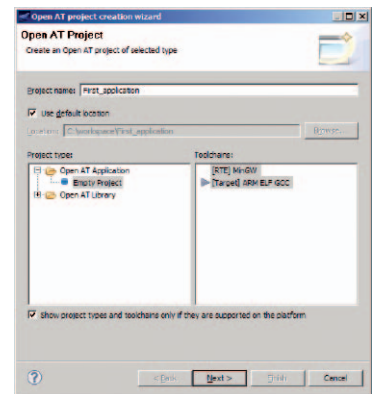 Open AT project creation wizard
Open AT Project
Create an Open AT project of selected type
Project name: First_application
Use default location
Location: C:\workspace\First_application Browse...
Project type: Toolchains:
Open AT Application [RTE] MinGW
Empty Project [Target] ARM ELF GCC
Open AT Library
Show project types and toolchains only if they are supported on the platform
? < Back Next > Finish Cancel